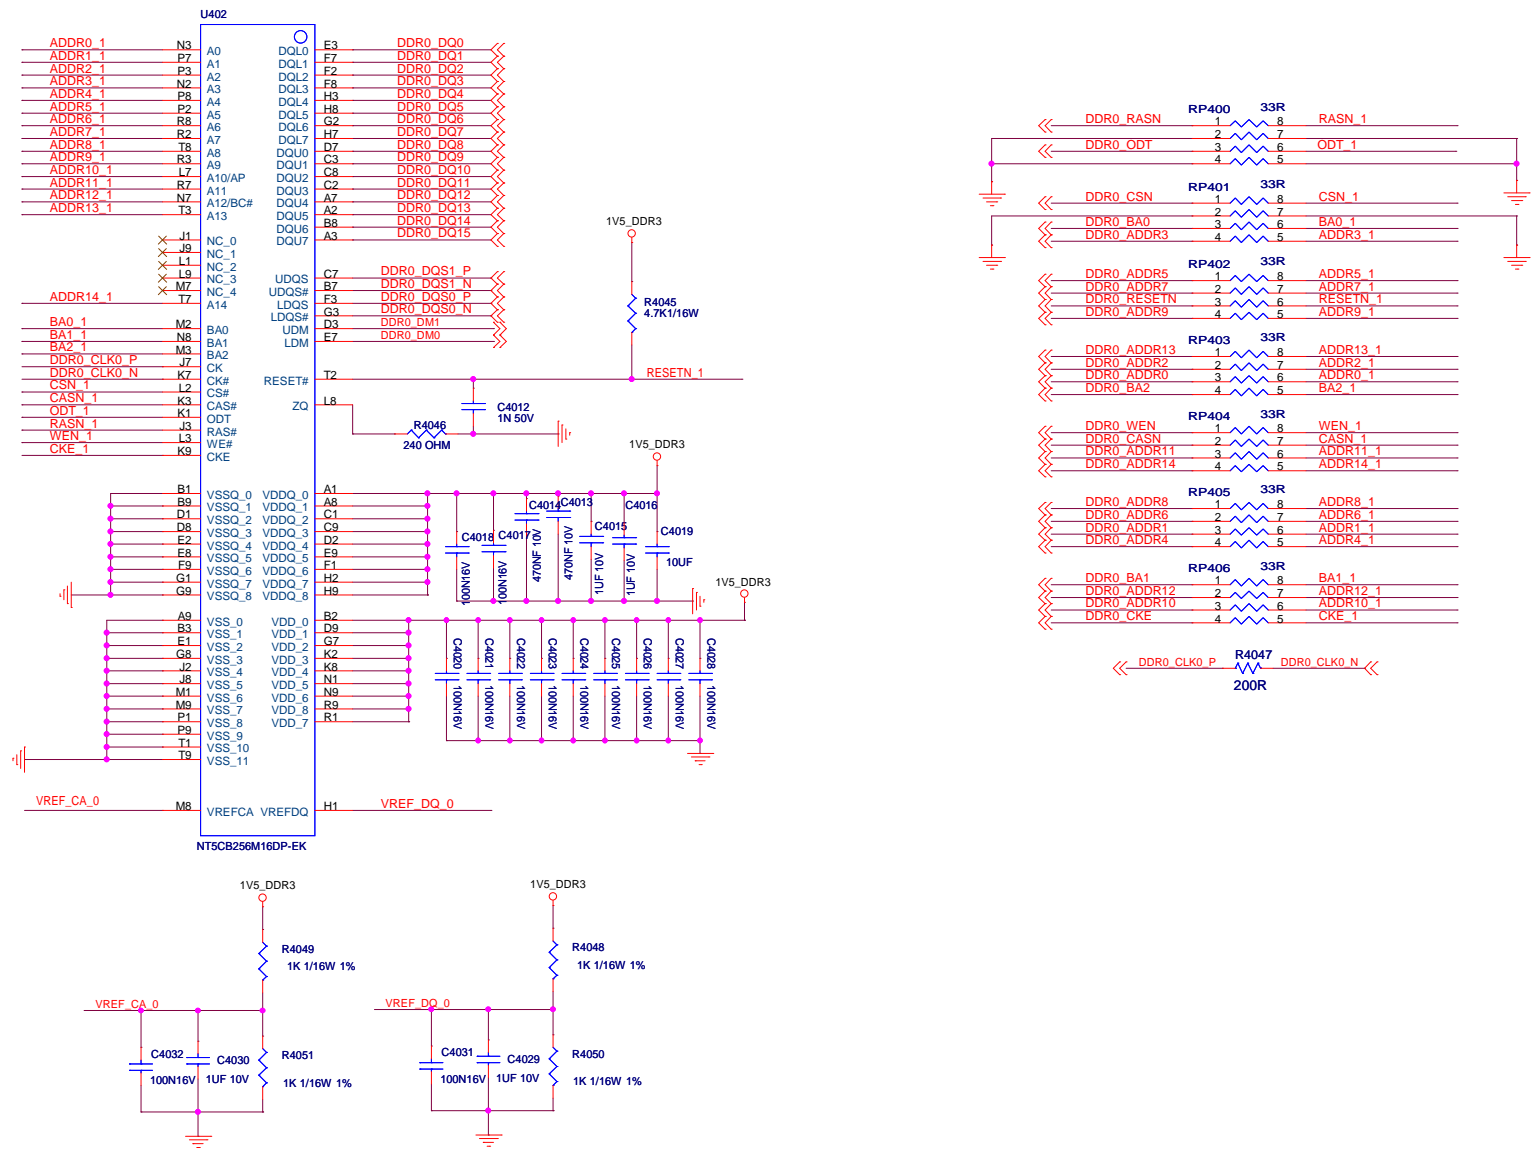 U402
ADDR0_1 N3 A0 DQL0 E3 DDR0_DQ0
ADDR1_1 P7 A1 DQL1 F7 DDR0_DQ1
ADDR2_1 P3 A2 DQL2 F2 DDR0_DQ2
ADDR3_1 N2 A3 DQL3 F8 DDR0_DQ3
ADDR4_1 P8 A4 DQL4 H3 DDR0_DQ4
ADDR5_1 P2 A5 DQL5 H8 DDR0_DQ5
ADDR6_1 R8 A6 DQL6 G2 DDR0_DQ6
ADDR7_1 R2 A7 DQL7 H7 DDR0_DQ7
ADDR8_1 T8 A8 DQU0 D7 DDR0_DQ8
ADDR9_1 R3 A9 DQU1 C3 DDR0_DQ9
ADDR10_1 L7 A10/AP DQU2 C8 DDR0_DQ10
ADDR11_1 R7 A11 DQU3 C2 DDR0_DQ11
ADDR12_1 N7 A12/BC# DQU4 A7 DDR0_DQ12
ADDR13_1 T3 A13 DQU5 A2 DDR0_DQ13
DQU6 B8 DDR0_DQ14
J1 NC_0 DQU7 A3 DDR0_DQ15
J9 NC_1
L1 NC_2
L9 NC_3 UDQS C7 DDR0_DQS1_P
M7 NC_4 UDQS# B7 DDR0_DQS1_N
ADDR14_1 T7 A14 LDQS F3 DDR0_DQS0_P
LDQS# G3 DDR0_DQS0_N
BA0_1 M2 BA0 UDM D3 DDR0_DM1
BA1_1 N8 BA1 LDM E7 DDR0_DM0
BA2_1 M3 BA2
DDR0_CLK0_P J7 CK
DDR0_CLK0_N K7 CK# RESET# T2 RESETN_1
CSN_1 L2 CS#
CASN_1 K3 CAS# ZQ L8
ODT_1 K1 ODT
RASN_1 J3 RAS#
WEN_1 L3 WE#
CKE_1 K9 CKE
1V5_DDR3
R4045
4.7K1/16W
C4012
1N 50V
R4046
240 OHM
1V5_DDR3
B1 VSSQ_0 VDDQ_0 A1
B9 VSSQ_1 VDDQ_1 A8
D1 VSSQ_2 VDDQ_2 C1
D8 VSSQ_3 VDDQ_3 C9
E2 VSSQ_4 VDDQ_4 D2
E8 VSSQ_5 VDDQ_5 E9
F9 VSSQ_6 VDDQ_6 F1
G1 VSSQ_7 VDDQ_7 H2
G9 VSSQ_8 VDDQ_8 H9
C4018 100N16V
C4017 100N16V
C4014 470NF 10V
C4013 470NF 10V
C4015 1UF 10V
C4016 1UF 10V
C4019 10UF
1V5_DDR3
A9 VSS_0 VDD_0 B2
B3 VSS_1 VDD_1 D9
E1 VSS_2 VDD_2 G7
G8 VSS_3 VDD_3 K2
J2 VSS_4 VDD_4 K8
J8 VSS_5 VDD_5 N1
M1 VSS_6 VDD_6 N9
M9 VSS_7 VDD_8 R9
P1 VSS_8 VDD_7 R1
P9 VSS_9
T1 VSS_10
T9 VSS_11
C4020 100N16V
C4021 100N16V
C4022 100N16V
C4023 100N16V
C4024 100N16V
C4025 100N16V
C4026 100N16V
C4027 100N16V
C4028 100N16V
VREF_CA_0 M8 VREFCA VREFDQ H1 VREF_DQ_0
NT5CB256M16DP-EK
1V5_DDR3
R4049
1K 1/16W 1%
VREF_CA_0
C4032
100N16V
C4030
1UF 10V
R4051
1K 1/16W 1%
1V5_DDR3
R4048
1K 1/16W 1%
VREF_DQ_0
C4031
100N16V
C4029
1UF 10V
R4050
1K 1/16W 1%
RP400 33R
DDR0_RASN 1 8 RASN_1
2 7
DDR0_ODT 3 6 ODT_1
4 5
RP401 33R
DDR0_CSN 1 8 CSN_1
2 7
DDR0_BA0 3 6 BA0_1
DDR0_ADDR3 4 5 ADDR3_1
RP402 33R
DDR0_ADDR5 1 8 ADDR5_1
DDR0_ADDR7 2 7 ADDR7_1
DDR0_RESETN 3 6 RESETN_1
DDR0_ADDR9 4 5 ADDR9_1
RP403 33R
DDR0_ADDR13 1 8 ADDR13_1
DDR0_ADDR2 2 7 ADDR2_1
DDR0_ADDR0 3 6 ADDR0_1
DDR0_BA2 4 5 BA2_1
RP404 33R
DDR0_WEN 1 8 WEN_1
DDR0_CASN 2 7 CASN_1
DDR0_ADDR11 3 6 ADDR11_1
DDR0_ADDR14 4 5 ADDR14_1
RP405 33R
DDR0_ADDR8 1 8 ADDR8_1
DDR0_ADDR6 2 7 ADDR6_1
DDR0_ADDR1 3 6 ADDR1_1
DDR0_ADDR4 4 5 ADDR4_1
RP406 33R
DDR0_BA1 1 8 BA1_1
DDR0_ADDR12 2 7 ADDR12_1
DDR0_ADDR10 3 6 ADDR10_1
DDR0_CKE 4 5 CKE_1
DDR0_CLK0_P R4047 DDR0_CLK0_N
200R